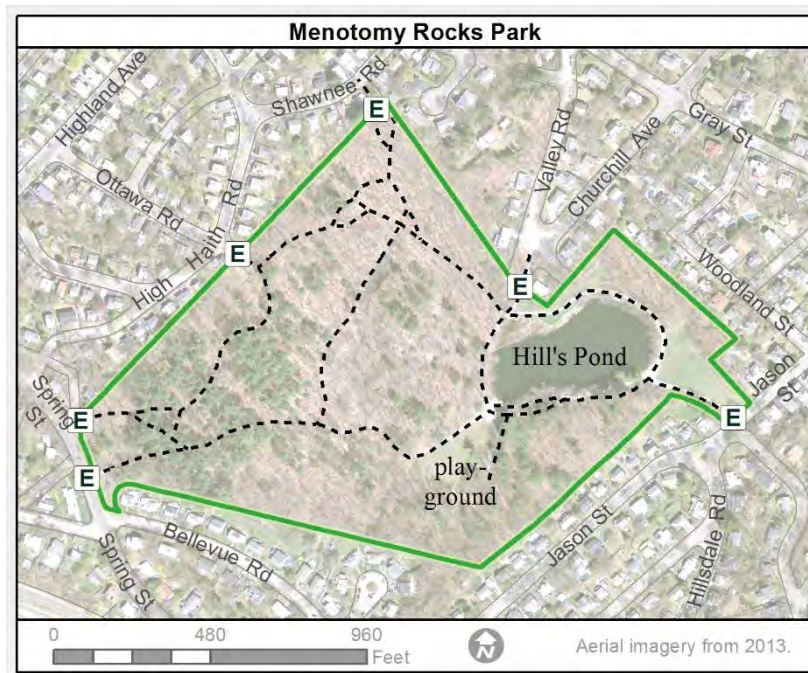 Menotomy Rocks Park
Highland Ave
Shawnee Rd
E
Valley Rd
Churchill Ave
Gray St
Ottawa Rd
High Haith Rd
E
E
Woodland St
Hill's Pond
Jason St
Spring St
E
E
E
play-
ground
Bellevue Rd
Jason St
Hillsdale Rd
Spring St
0 480 960
Feet
N
Aerial imagery from 2013.